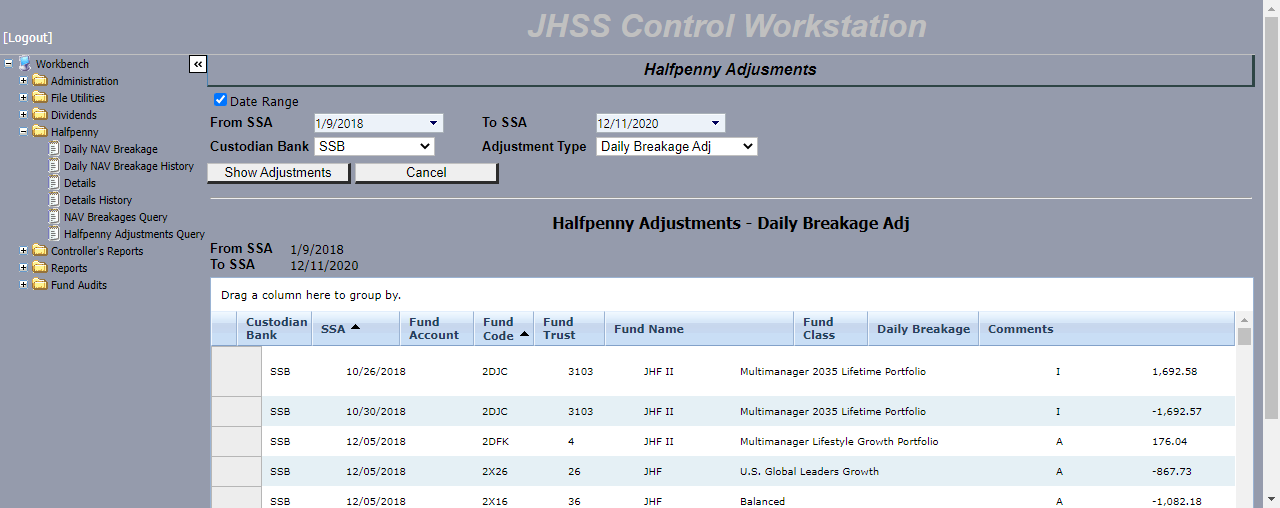 JHSS Control Workstation
[Logout]
Workbench
«
Administration
File Utilities
Dividends
Halfpenny
Daily NAV Breakage
Daily NAV Breakage History
Details
Details History
NAV Breakages Query
Halfpenny Adjustments Query
Controller's Reports
Reports
Fund Audits
Halfpenny Adjusments
Date Range
From SSA 1/9/2018 To SSA 12/11/2020
Custodian Bank SSB Adjustment Type Daily Breakage Adj
Show Adjustments Cancel
Halfpenny Adjustments - Daily Breakage Adj
From SSA 1/9/2018
To SSA 12/11/2020
Drag a column here to group by.
Custodian Bank SSA Fund Account Fund Code Fund Trust Fund Name Fund Class Daily Breakage Comments
SSB 10/26/2018 2DJC 3103 JHF II Multimanager 2035 Lifetime Portfolio I 1,692.58
SSB 10/30/2018 2DJC 3103 JHF II Multimanager 2035 Lifetime Portfolio I -1,692.57
SSB 12/05/2018 2DFK 4 JHF II Multimanager Lifestyle Growth Portfolio A 176.04
SSB 12/05/2018 2X26 26 JHF U.S. Global Leaders Growth A -867.73
SSB 12/05/2018 2X16 36 JHF Balanced A -1,082.18